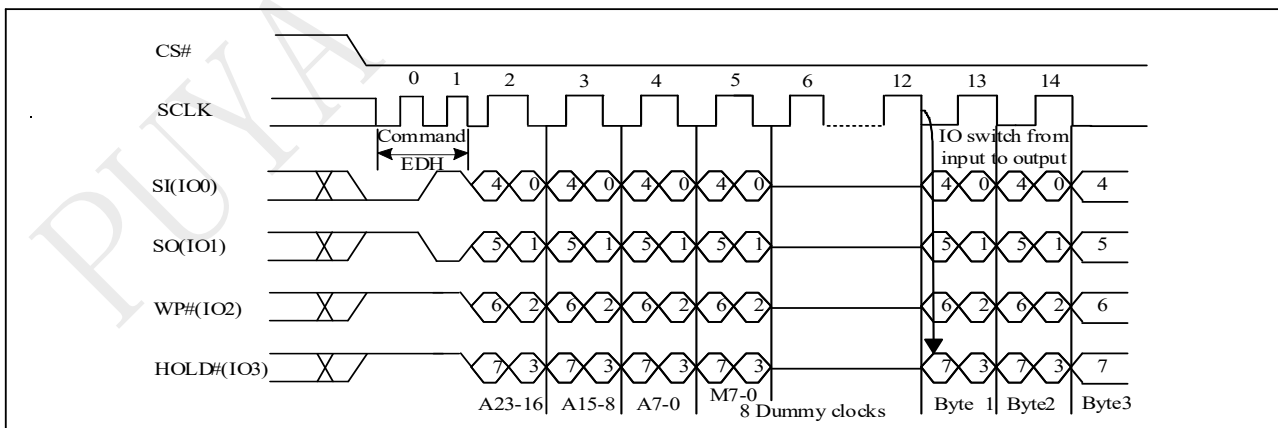 PUYA
CS#
0 1 2 3 4 5 6 12 13 14
SCLK
Command
EDH
IO switch from
input to output
SI(IO0) 4 0 4 0 4 0 4 0 4 0 4 0 4
SO(IO1) 5 1 5 1 5 1 5 1 5 1 5 1 5
WP#(IO2) 6 2 6 2 6 2 6 2 6 2 6 2 6
HOLD#(IO3) 7 3 7 3 7 3 7 3 7 3 7 3 7
A23-16 A15-8 A7-0 M7-0 8 Dummy clocks Byte 1 Byte2 Byte3